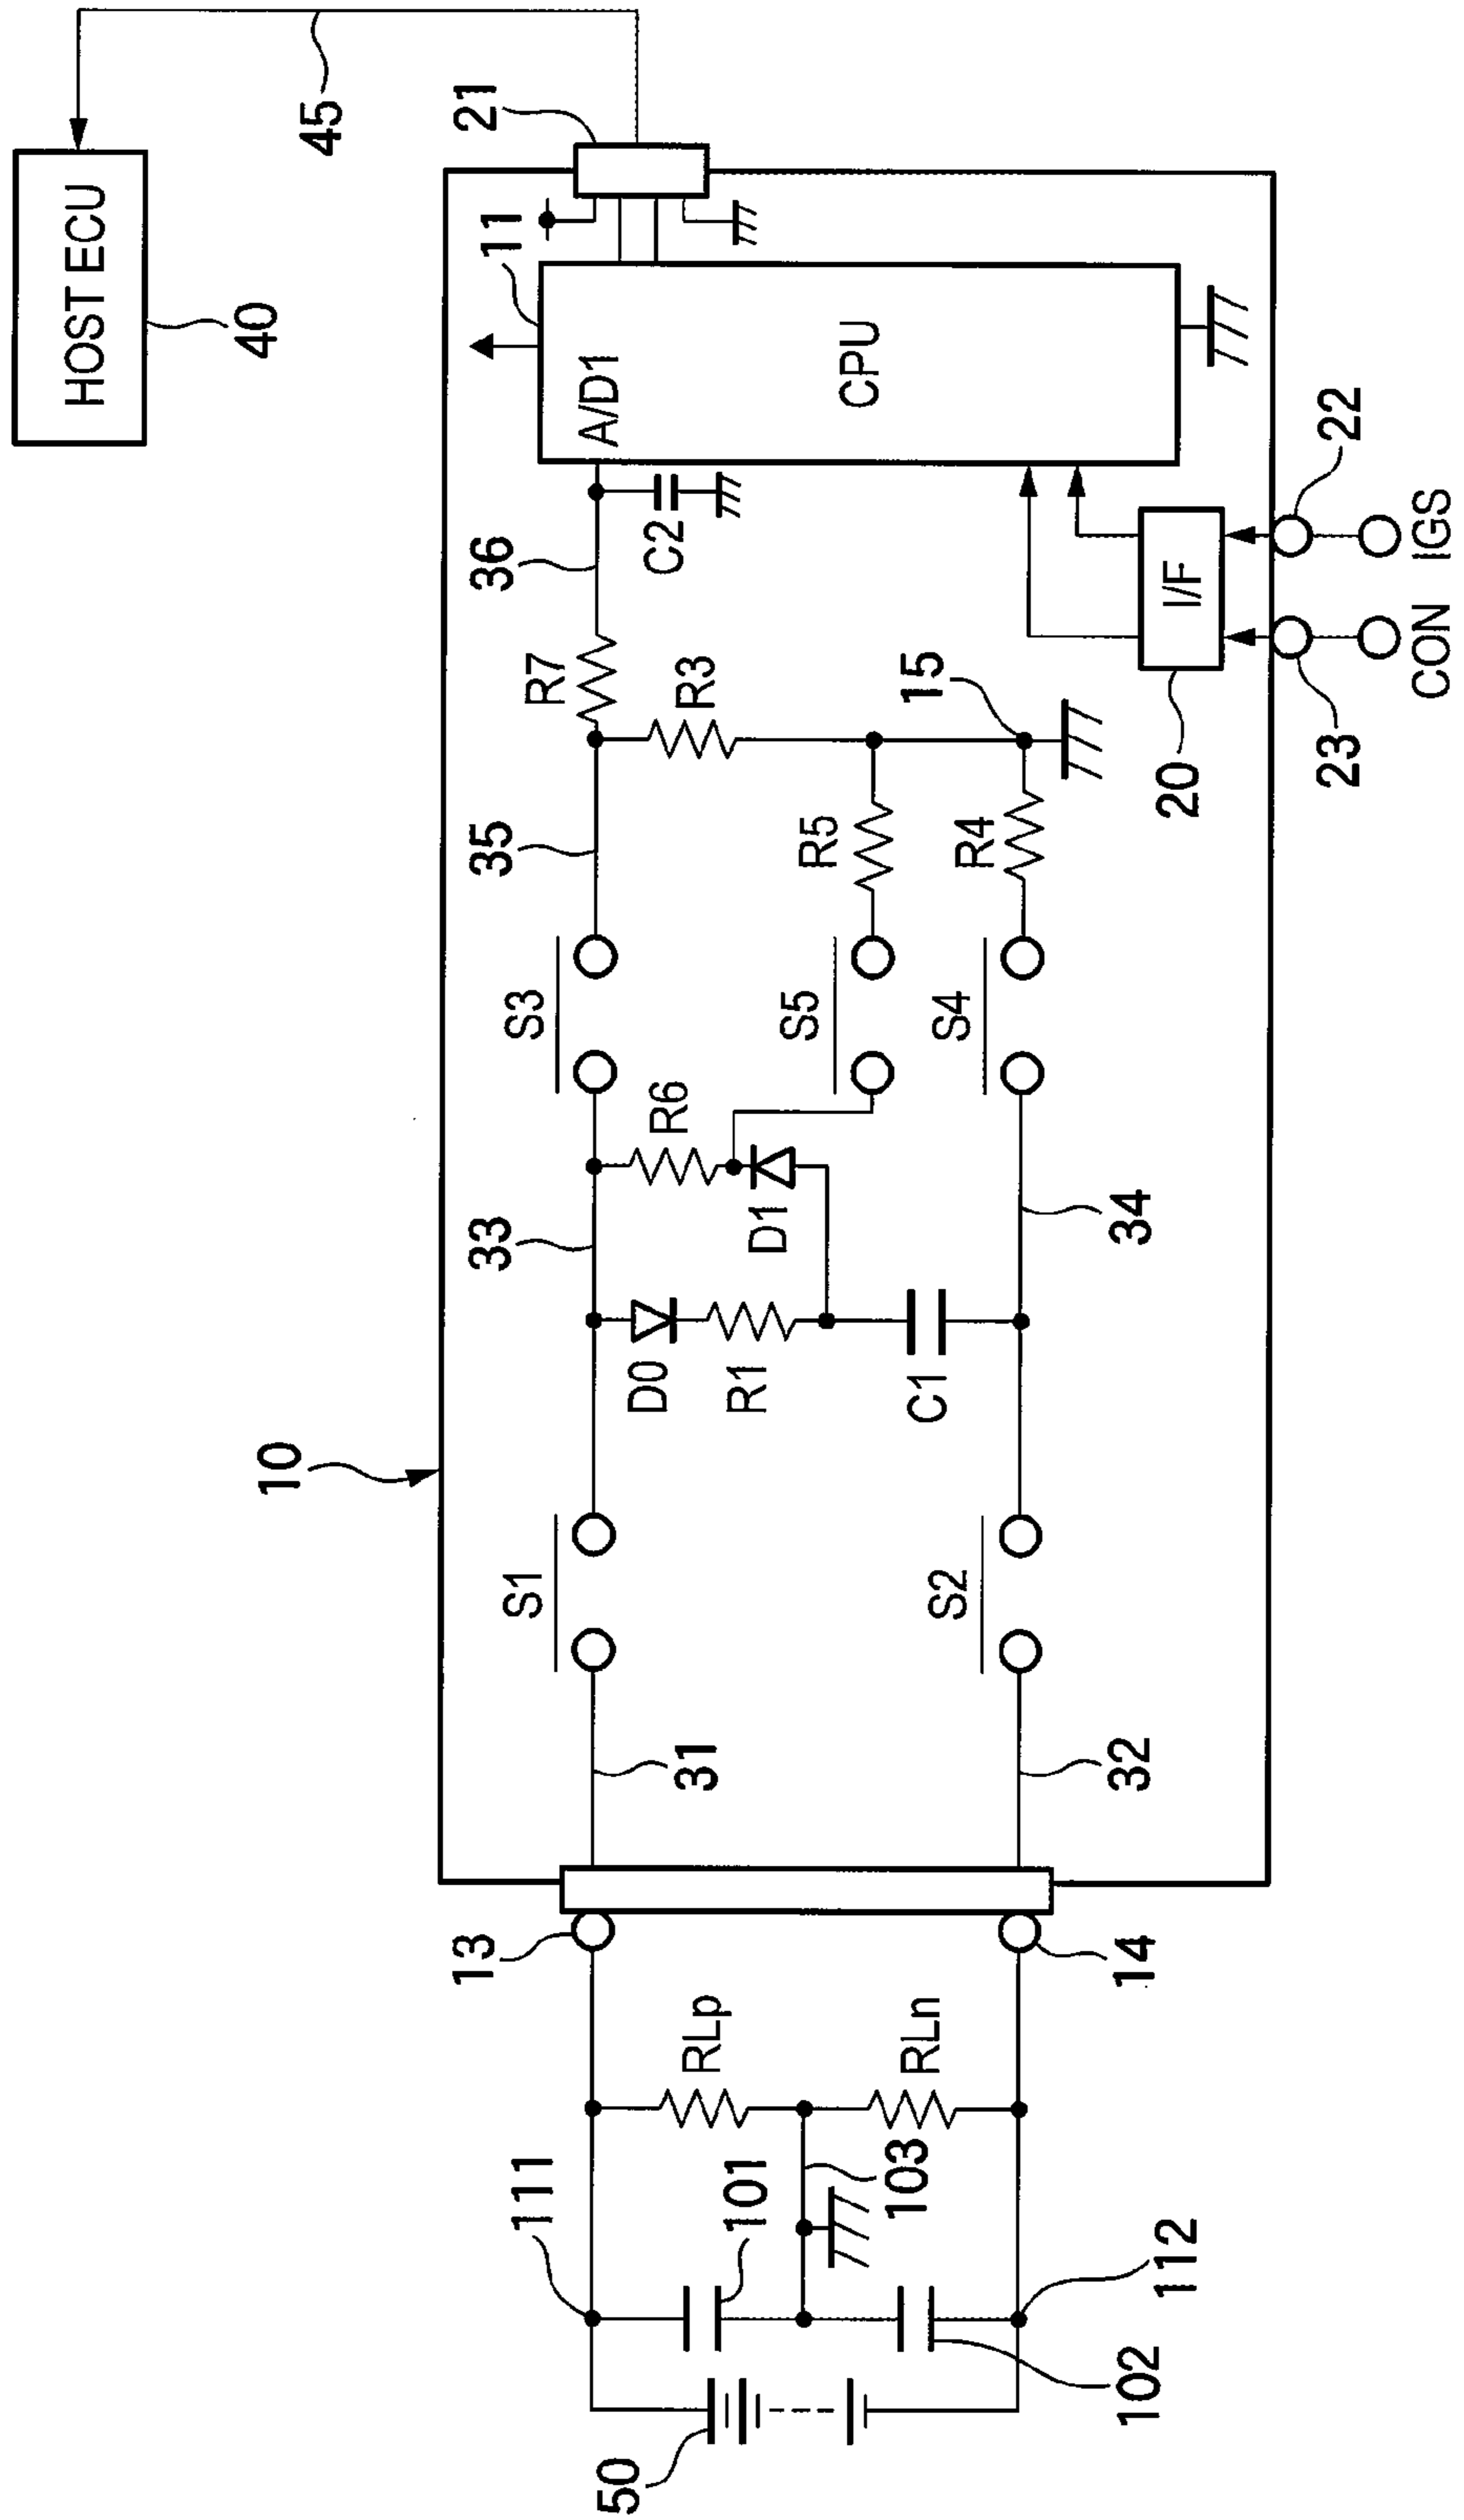 HOST ECU
40
45
21
10
11
A/D1
CPU
36
C2
R7
R3
35
15
R5
R4
S3
S5
S4
33
R6
D1
34
D0
R1
C1
S1
S2
31
32
I/F
20
22
23
CON IGS
13
14
RLp
RLn
111
101
103
112
102
50